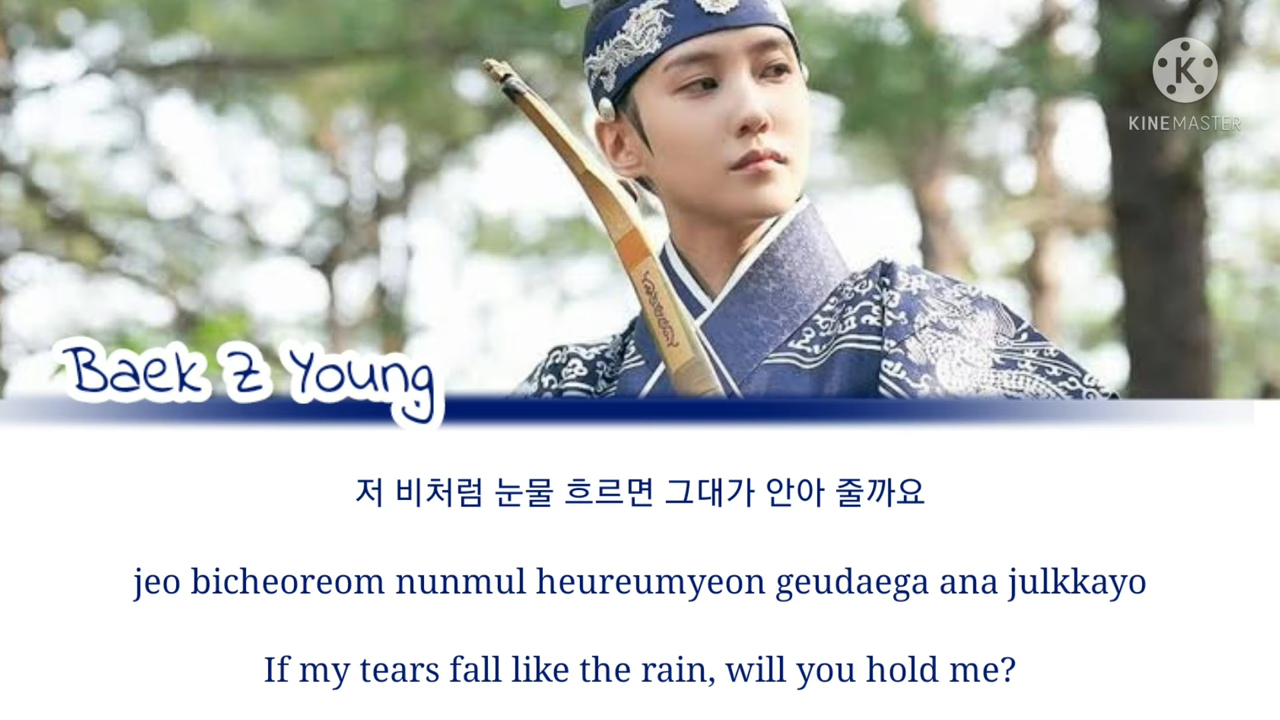 K
KINEMASTER
Baek Z Young
저 비처럼 눈물 흐르면 그대가 안아 줄까요
jeo bicheoreom nunmul heureumyeon geudaega ana julkkayo
If my tears fall like the rain, will you hold me?